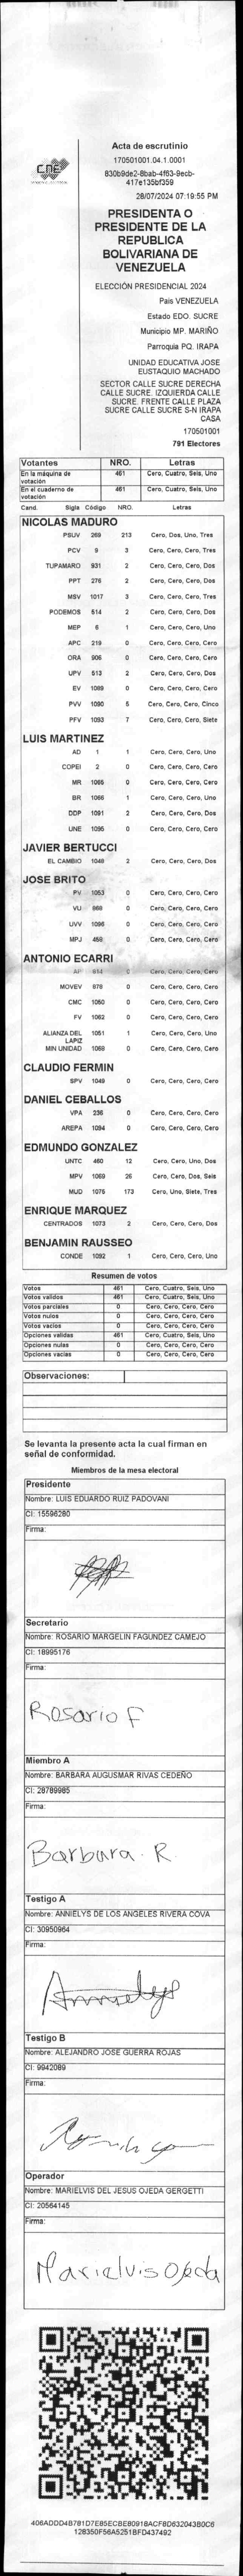 CNE
Acta de escrutinio
170501001.04.1.0001
830b9de2-8bab-4f63-9ecb-
417e135bf359
28/07/2024 07:19:55 PM
PRESIDENTA O
PRESIDENTE DE LA
REPUBLICA
BOLIVARIANA DE
VENEZUELA
ELECCIÓN PRESIDENCIAL 2024
Pais VENEZUELA
Estado EDO. SUCRE
Municipio MP. MARIÑO
Parroquia PQ. IRAPA
UNIDAD EDUCATIVA JOSE
EUSTAQUIO MACHADO
SECTOR CALLE SUCRE DERECHA
CALLE SUCRE. IZQUIERDA CALLE
SUCRE. FRENTE CALLE PLAZA
SUCRE CALLE SUCRE S-N IRAPA
CASA
170501001
791 Electores
Votantes NRO. Letras
En la máquina de votación 461 Cero, Cuatro, Seis, Uno
En el cuaderno de votación 461 Cero, Cuatro, Seis, Uno
Cand. Sigla Código NRO. Letras
NICOLAS MADURO
PSUV 269 213 Cero, Dos, Uno, Tres
PCV 9 3 Cero, Cero, Cero, Tres
TUPAMARO 931 2 Cero, Cero, Cero, Dos
PPT 276 2 Cero, Cero, Cero, Dos
MSV 1017 3 Cero, Cero, Cero, Tres
PODEMOS 514 2 Cero, Cero, Cero, Dos
MEP 6 1 Cero, Cero, Cero, Uno
APC 219 0 Cero, Cero, Cero, Cero
ORA 906 0 Cero, Cero, Cero, Cero
UPV 513 2 Cero, Cero, Cero, Dos
EV 1089 0 Cero, Cero, Cero, Cero
PVV 1090 5 Cero, Cero, Cero, Cinco
PFV 1093 7 Cero, Cero, Cero, Siete
LUIS MARTINEZ
AD 1 1 Cero, Cero, Cero, Uno
COPEI 2 0 Cero, Cero, Cero, Cero
MR 1065 0 Cero, Cero, Cero, Cero
BR 1066 1 Cero, Cero, Cero, Uno
DDP 1091 2 Cero, Cero, Cero, Dos
UNE 1095 0 Cero, Cero, Cero, Cero
JAVIER BERTUCCI
EL CAMBIO 1048 2 Cero, Cero, Cero, Dos
JOSE BRITO
PV 1053 0 Cero, Cero, Cero, Cero
VU 868 0 Cero, Cero, Cero, Cero
UVV 1096 0 Cero, Cero, Cero, Cero
MPJ 458 0 Cero, Cero, Cero, Cero
ANTONIO ECARRI
AP 814 0 Cero, Cero, Cero, Cero
MOVEV 878 0 Cero, Cero, Cero, Cero
CMC 1050 0 Cero, Cero, Cero, Cero
FV 1062 0 Cero, Cero, Cero, Cero
ALIANZA DEL LAPIZ 1051 1 Cero, Cero, Cero, Uno
MIN UNIDAD 1068 0 Cero, Cero, Cero, Cero
CLAUDIO FERMIN
SPV 1049 0 Cero, Cero, Cero, Cero
DANIEL CEBALLOS
VPA 236 0 Cero, Cero, Cero, Cero
AREPA 1094 0 Cero, Cero, Cero, Cero
EDMUNDO GONZALEZ
UNTC 460 12 Cero, Cero, Uno, Dos
MPV 1069 26 Cero, Cero, Dos, Seis
MUD 1075 173 Cero, Uno, Siete, Tres
ENRIQUE MARQUEZ
CENTRADOS 1073 2 Cero, Cero, Cero, Dos
BENJAMIN RAUSSEO
CONDE 1092 1 Cero, Cero, Cero, Uno
Resumen de votos
Votos 461 Cero, Cuatro, Seis, Uno
Votos validos 461 Cero, Cuatro, Seis, Uno
Votos parciales 0 Cero, Cero, Cero, Cero
Votos nulos 0 Cero, Cero, Cero, Cero
Votos vacios 0 Cero, Cero, Cero, Cero
Opciones validas 461 Cero, Cuatro, Seis, Uno
Opciones nulas 0 Cero, Cero, Cero, Cero
Opciones vacias 0 Cero, Cero, Cero, Cero
Observaciones:
Se levanta la presente acta la cual firman en
señal de conformidad.
Miembros de la mesa electoral
Presidente
Nombre: LUIS EDUARDO RUIZ PADOVANI
CI: 15596280
Firma:
Secretario
Nombre: ROSARIO MARGELIN FAGUNDEZ CAMEJO
CI: 18995176
Firma:
Rosario F
Miembro A
Nombre: BARBARA AUGUSMAR RIVAS CEDEÑO
CI: 28789985
Firma:
Barbara. R
Testigo A
Nombre: ANNIELYS DE LOS ANGELES RIVERA COVA
CI: 30950964
Firma:
Annielys
Testigo B
Nombre: ALEJANDRO JOSE GUERRA ROJAS
CI: 9942089
Firma:
Operador
Nombre: MARIELVIS DEL JESUS OJEDA GERGETTI
CI: 20564145
Firma:
Marielvis Ojeda
406ADDD4B781D7E85ECBE80918ACF8D632043B0C6
128350F56A5251BFD437492